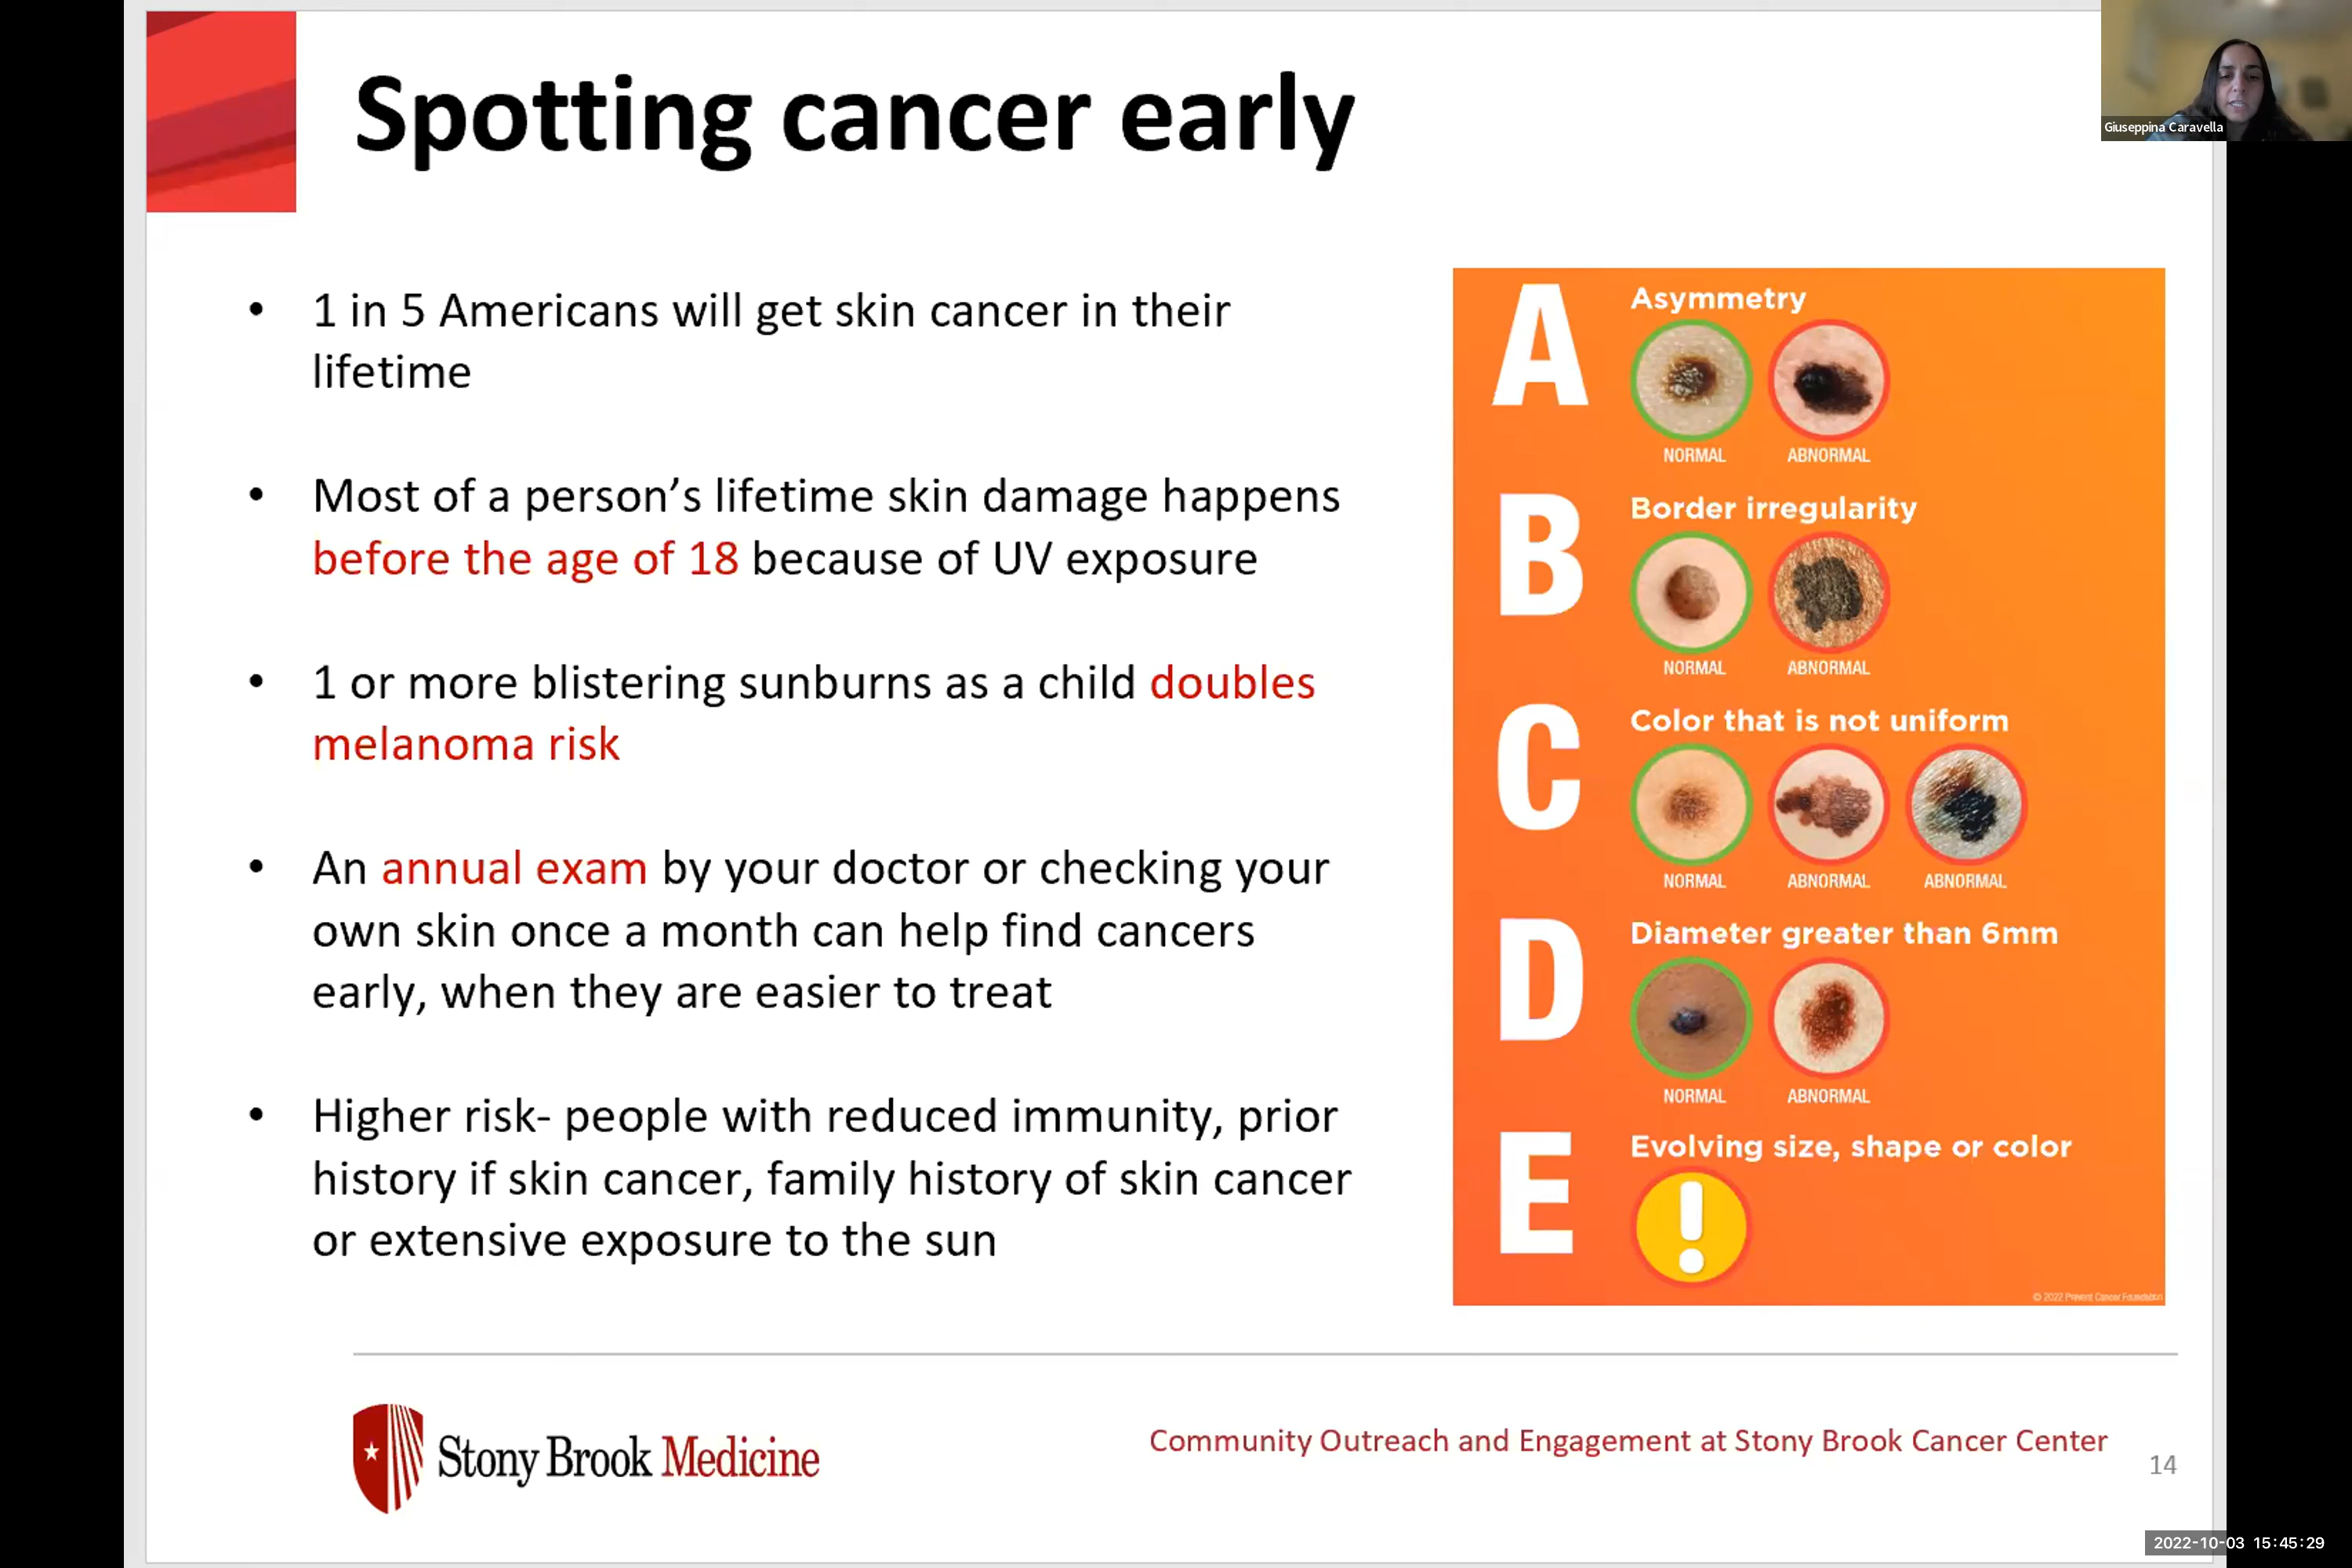 Spotting cancer early
Giuseppina Caravella
• 1 in 5 Americans will get skin cancer in their
lifetime
• Most of a person’s lifetime skin damage happens
before the age of 18 because of UV exposure
• 1 or more blistering sunburns as a child doubles
melanoma risk
• An annual exam by your doctor or checking your
own skin once a month can help find cancers
early, when they are easier to treat
• Higher risk- people with reduced immunity, prior
history if skin cancer, family history of skin cancer
or extensive exposure to the sun
A Asymmetry
NORMAL ABNORMAL
B Border irregularity
NORMAL ABNORMAL
C Color that is not uniform
NORMAL ABNORMAL ABNORMAL
D Diameter greater than 6mm
NORMAL ABNORMAL
E Evolving size, shape or color
!
© 2022 Prevent Cancer Foundation
Stony Brook Medicine
Community Outreach and Engagement at Stony Brook Cancer Center
14
2022-10-03 15:45:29